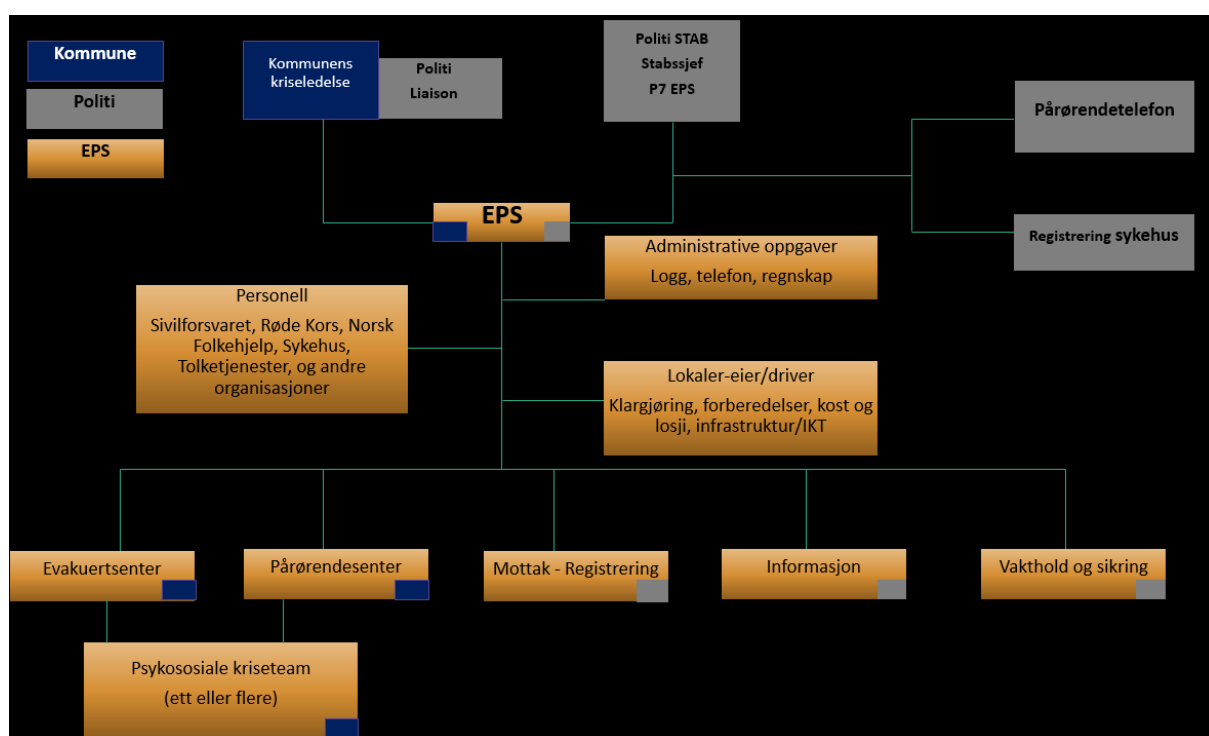 Kommune
Politi
EPS
Kommunens
kriseledelse
Politi
Liaison
Politi STAB
Stabssjef
P7 EPS
Pårørendetelefon
Registrering sykehus
EPS
Administrative oppgaver
Logg, telefon, regnskap
Personell
Sivilforsvaret, Røde Kors, Norsk
Folkehjelp, Sykehus,
Tolketjenester, og andre
organisasjoner
Lokaler-eier/driver
Klargjøring, forberedelser, kost og
losji, infrastruktur/IKT
Evakuertsenter
Pårørendesenter
Mottak - Registrering
Informasjon
Vakthold og sikring
Psykososiale kriseteam
(ett eller flere)